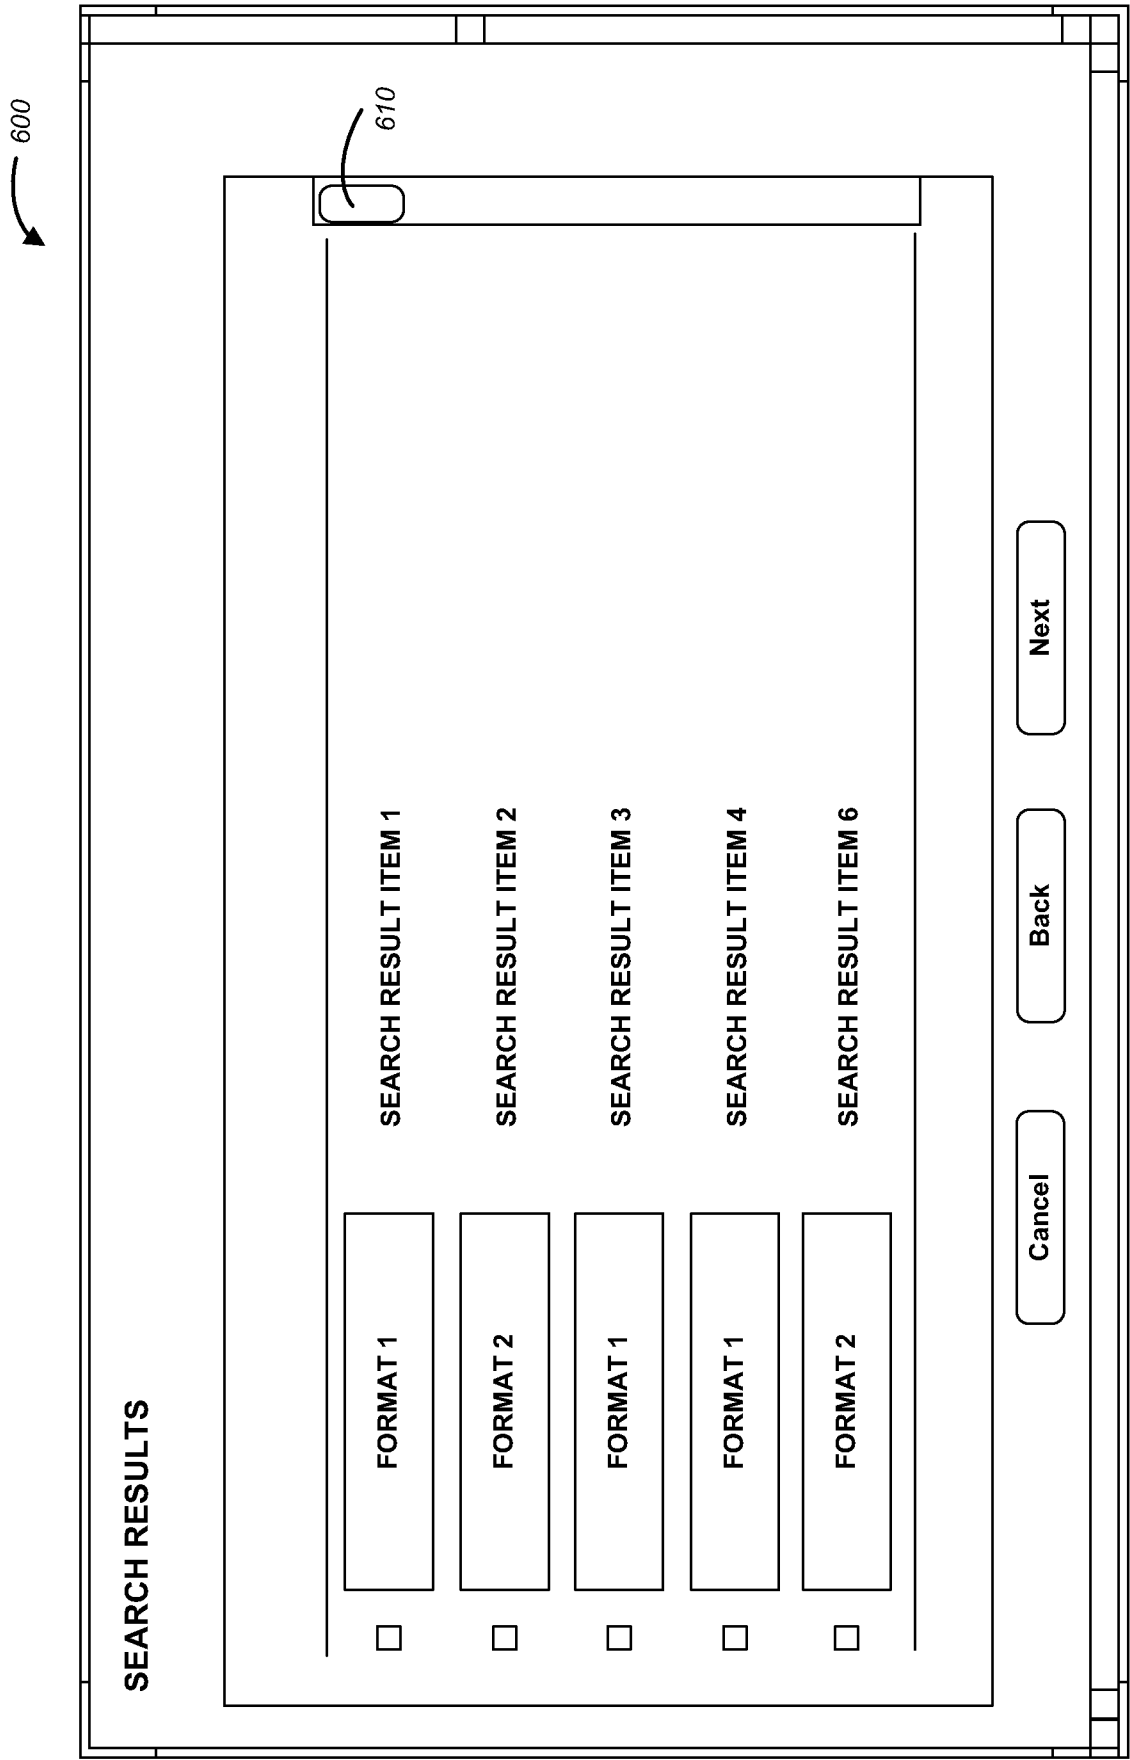 600
SEARCH RESULTS
610
FORMAT 1 SEARCH RESULT ITEM 1
FORMAT 2 SEARCH RESULT ITEM 2
FORMAT 1 SEARCH RESULT ITEM 3
FORMAT 1 SEARCH RESULT ITEM 4
FORMAT 2 SEARCH RESULT ITEM 6
Cancel Back Next